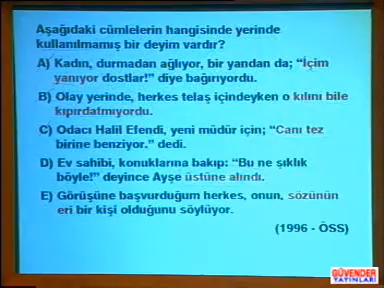 Aşağıdaki cümlelerin hangisinde yerinde
kullanılmamış bir deyim vardır?
A) Kadın, durmadan ağlıyor, bir yandan da; “İçim
yanıyor dostlar!” diye bağırıyordu.
B) Olay yerinde, herkes telaş içindeyken o kılını bile
kıpırdatmıyordu.
C) Odacı Halil Efendi, yeni müdür için; “Canı tez
birine benziyor.” dedi.
D) Ev sahibi, konuklarına bakıp: “Bu ne şıklık
böyle!” deyince Ayşe üstüne alındı.
E) Görüşüne başvurduğum herkes, onun, sözünün
eri bir kişi olduğunu söylüyor.
(1996 - ÖSS)
GÜVENDER
YAYINLARI